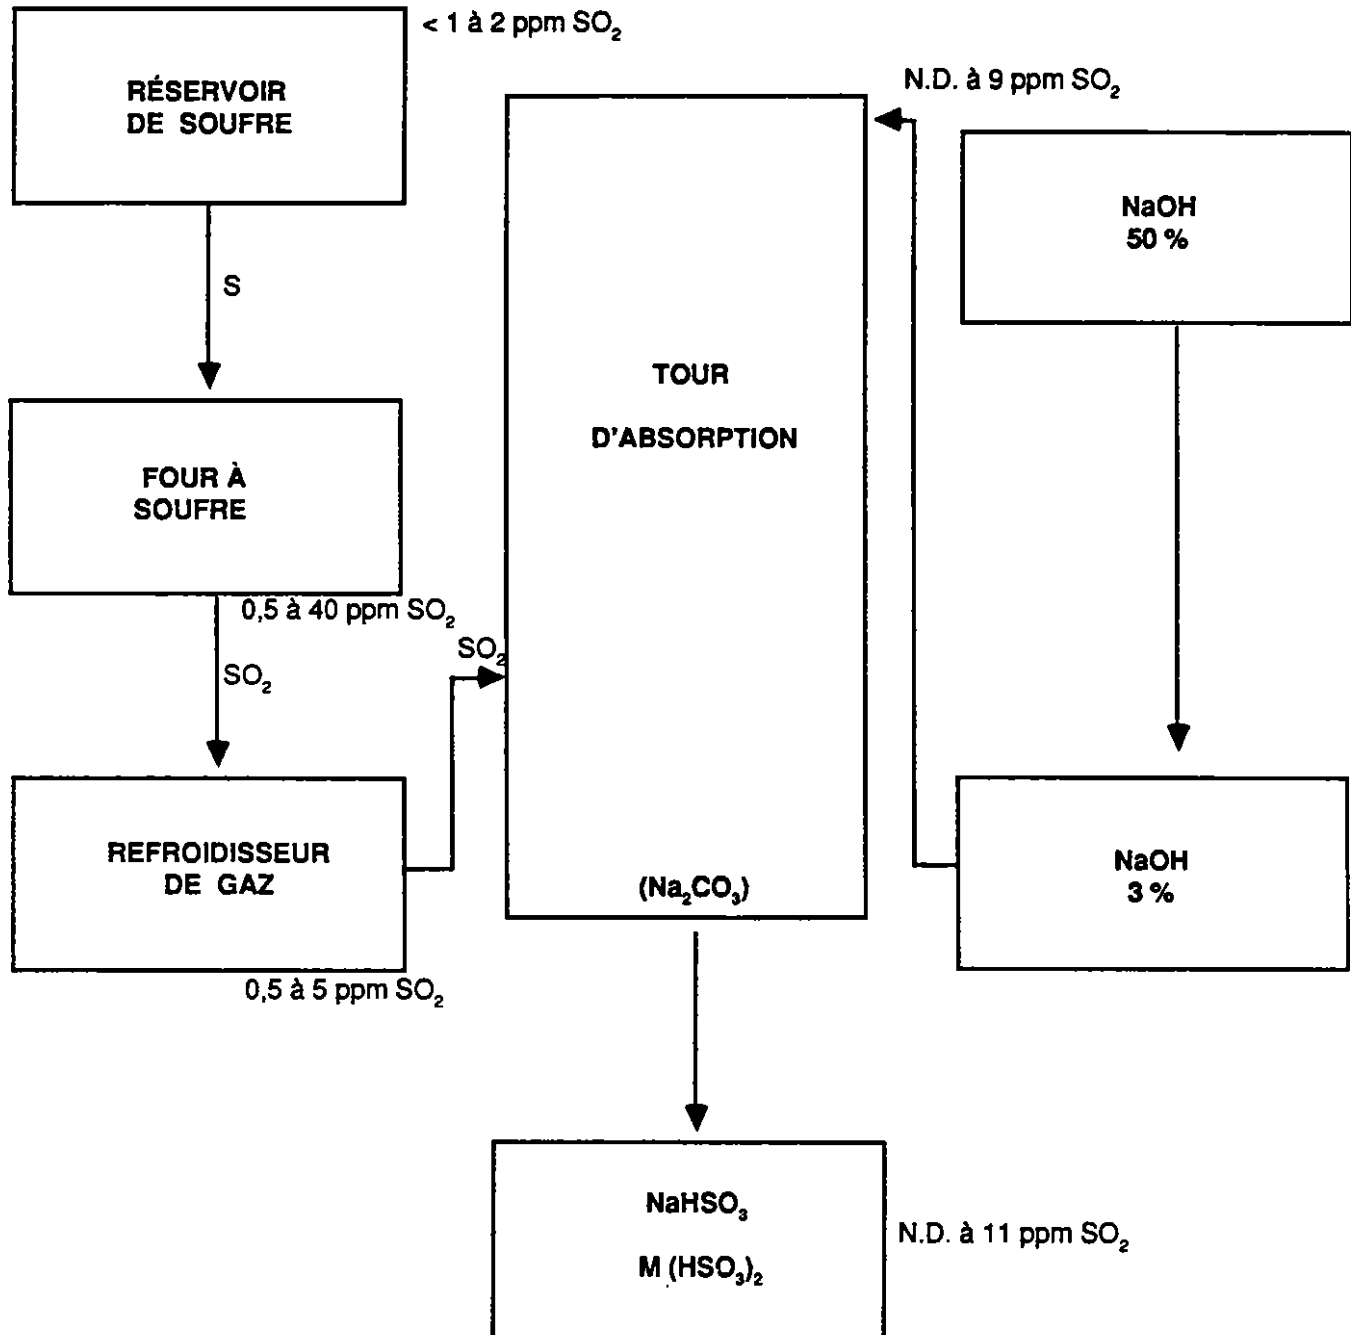 < 1 à 2 ppm SO₂
RÉSERVOIR
DE SOUFRE
S
FOUR À
SOUFRE
0,5 à 40 ppm SO₂
SO₂
REFROIDISSEUR
DE GAZ
0,5 à 5 ppm SO₂
SO₂
TOUR
D'ABSORPTION
(Na₂CO₃)
N.D. à 9 ppm SO₂
NaOH
50 %
NaOH
3 %
NaHSO₃
M (HSO₃)₂
N.D. à 11 ppm SO₂